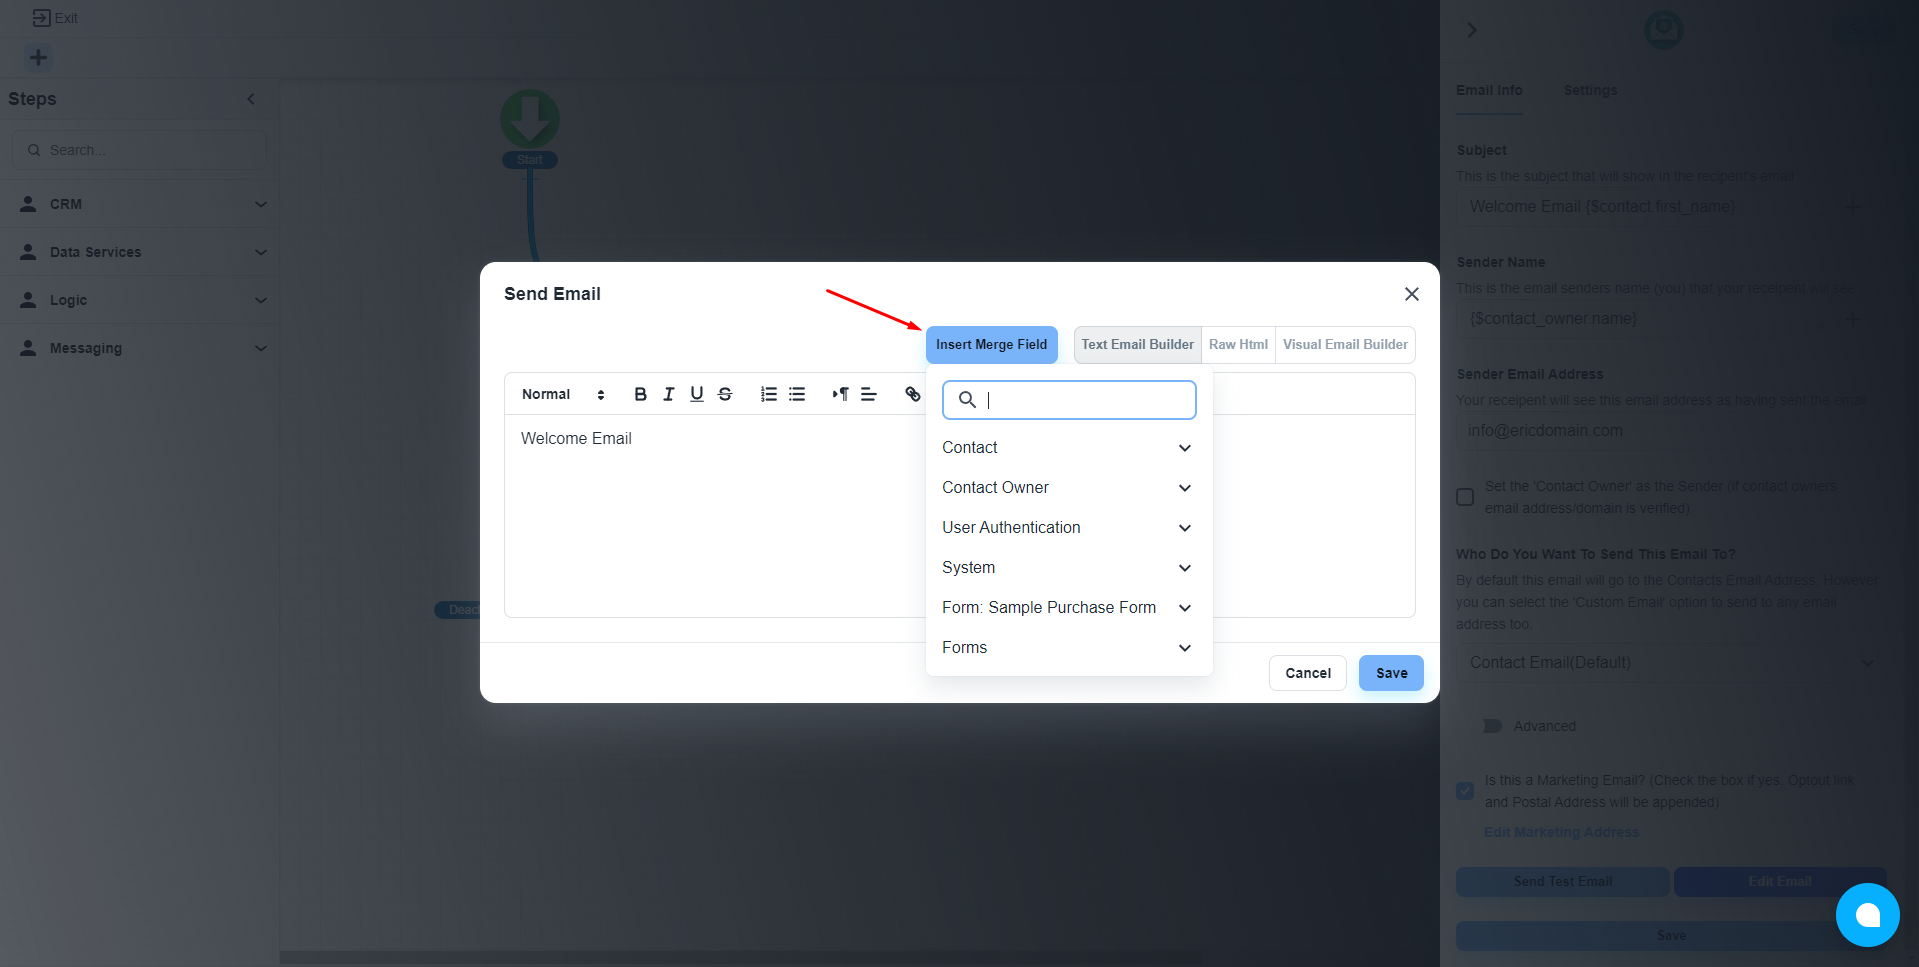 Exit
Steps
Search...
CRM
Data Services
Logic
Messaging
Start
Deac
Send Email
Insert Merge Field
Text Email Builder
Raw Html
Visual Email Builder
Normal
Welcome Email
Contact
Contact Owner
User Authentication
System
Form: Sample Purchase Form
Forms
Cancel
Save
Email Info
Settings
Subject
This is the subject that will show in the recipent's email
Welcome Email {$contact.first_name}
Sender Name
This is the email senders name (you) that your receipent will see
{$contact_owner.name}
Sender Email Address
Your receipent will see this email address as having sent the email
info@ericdomain.com
Set the 'Contact Owner' as the Sender (if contact owners
email address/domain is verified)
Who Do You Want To Send This Email To?
By default this email will go to the Contacts Email Address. However
you can select the 'Custom Email' option to send to any email
address too.
Contact Email(Default)
Advanced
Is this a Marketing Email? (Check the box if yes. Optout link
and Postal Address will be appended)
Edit Marketing Address
Send Test Email
Edit Email
Save